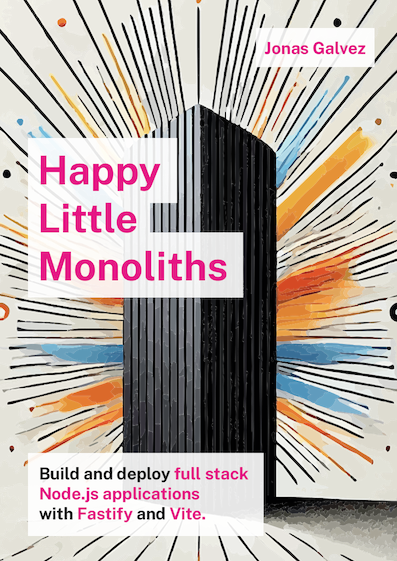 Jonas Galvez
Happy
Little
Monoliths
Build and deploy full stack
Node.js applications
with Fastify and Vite.